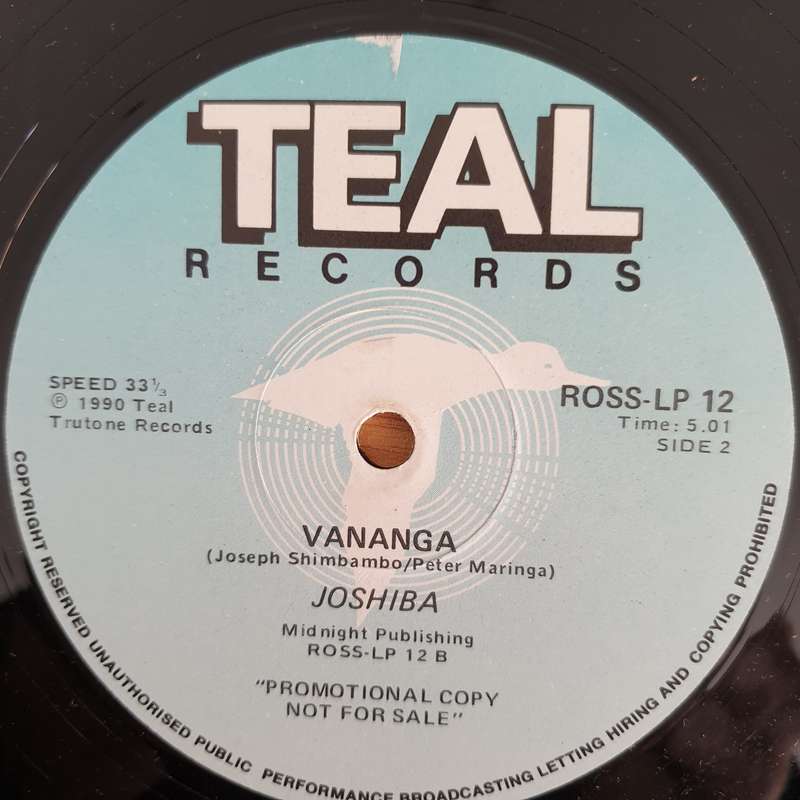 TEAL
RECORDS
SPEED 33⅓
℗ 1990 Teal
Trutone Records
ROSS-LP 12
Time: 5.01
SIDE 2
VANANGA
(Joseph Shimbambo/Peter Maringa)
JOSHIBA
Midnight Publishing
ROSS-LP 12 B
"PROMOTIONAL COPY
NOT FOR SALE"
COPYRIGHT RESERVED UNAUTHORISED PUBLIC PERFORMANCE BROADCASTING LETTING HIRING AND COPYING PROHIBITED